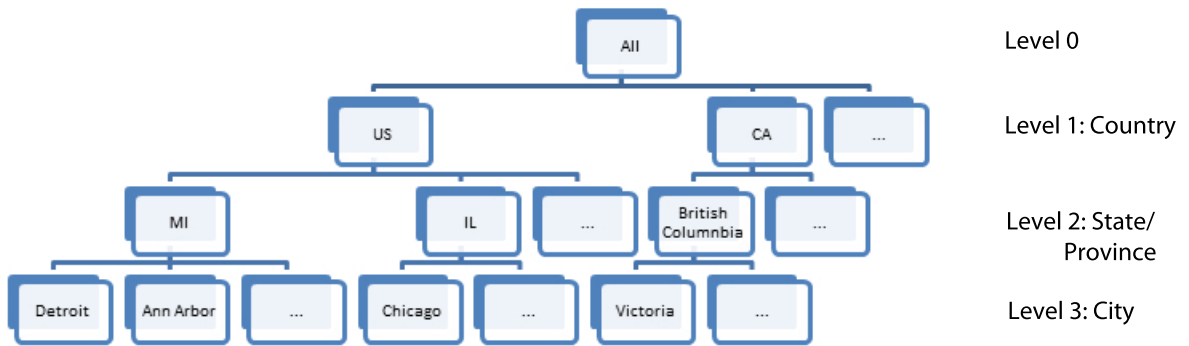 All
Level 0
US
CA
...
Level 1: Country
MI
IL
...
British
Columnbia
...
Level 2: State/
Province
Detroit
Ann Arbor
...
Chicago
...
Victoria
...
Level 3: City